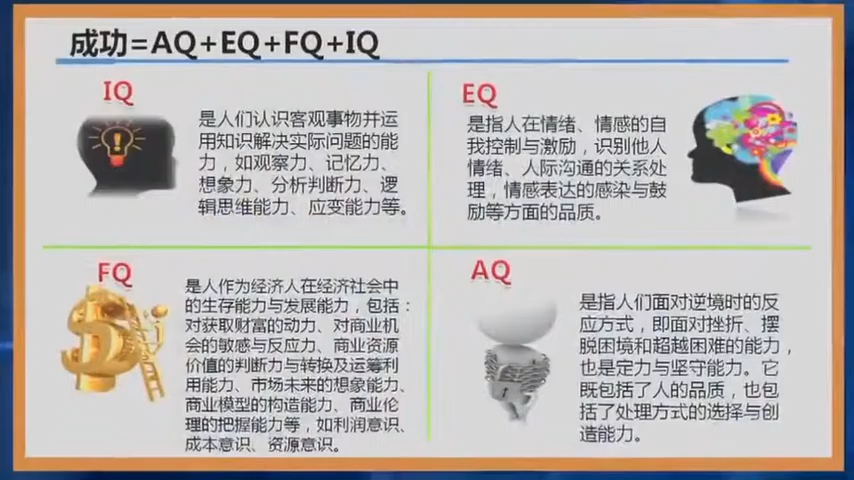 成功=AQ+EQ+FQ+IQ
IQ
是人们认识客观事物并运
用知识解决实际问题的能
力，如观察力、记忆力、
想象力、分析判断力、逻
辑思维能力、应变能力等。
EQ
是指人在情绪、情感的自
我控制与激励，识别他人
情绪、人际沟通的关系处
理，情感表达的感染与鼓
励等方面的品质。
FQ
是人作为经济人在经济社会中
的生存能力与发展能力，包括：
对获取财富的动力、对商业机
会的敏感与反应力、商业资源
价值的判断力与转换及运筹利
用能力、市场未来的想象能力、
商业模型的构造能力、商业伦
理的把握能力等，如利润意识、
成本意识、资源意识。
AQ
是指人们面对逆境时的反
应方式，即面对挫折、摆
脱困境和超越困难的能力，
也是定力与坚守能力。它
既包括了人的品质，也包
括了处理方式的选择与创
造能力。